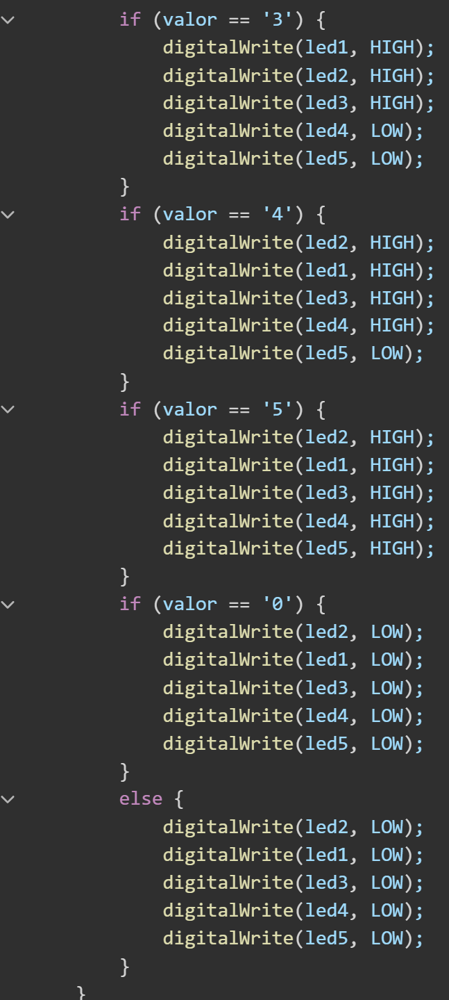 if (valor == '3') {
digitalWrite(led1, HIGH);
digitalWrite(led2, HIGH);
digitalWrite(led3, HIGH);
digitalWrite(led4, LOW);
digitalWrite(led5, LOW);
}
if (valor == '4') {
digitalWrite(led2, HIGH);
digitalWrite(led1, HIGH);
digitalWrite(led3, HIGH);
digitalWrite(led4, HIGH);
digitalWrite(led5, LOW);
}
if (valor == '5') {
digitalWrite(led2, HIGH);
digitalWrite(led1, HIGH);
digitalWrite(led3, HIGH);
digitalWrite(led4, HIGH);
digitalWrite(led5, HIGH);
}
if (valor == '0') {
digitalWrite(led2, LOW);
digitalWrite(led1, LOW);
digitalWrite(led3, LOW);
digitalWrite(led4, LOW);
digitalWrite(led5, LOW);
}
else {
digitalWrite(led2, LOW);
digitalWrite(led1, LOW);
digitalWrite(led3, LOW);
digitalWrite(led4, LOW);
digitalWrite(led5, LOW);
}
}